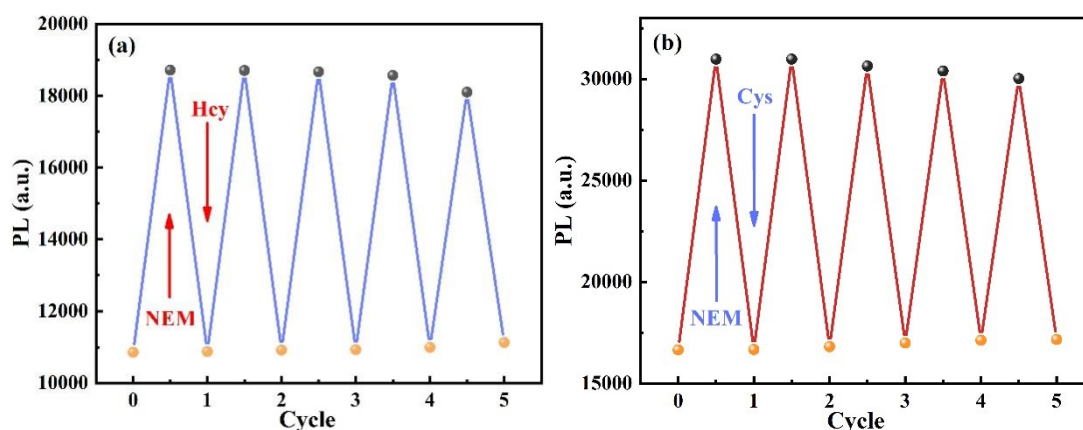 (a)
PL (a.u.)
20000
18000
16000
14000
12000
10000
Hcy
NEM
0 1 2 3 4 5
Cycle
(b)
PL (a.u.)
30000
25000
20000
15000
Cys
NEM
0 1 2 3 4 5
Cycle